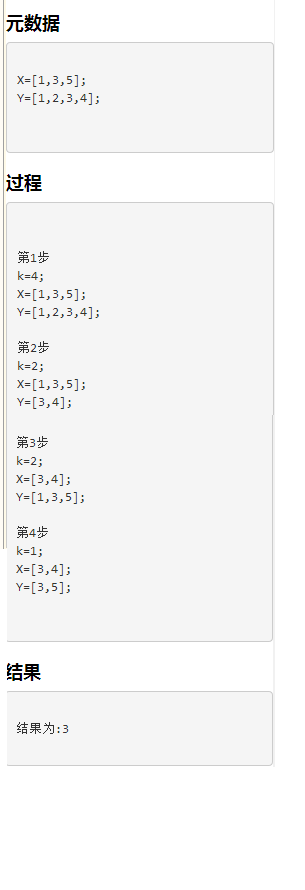 元数据
X=[1,3,5];
Y=[1,2,3,4];
过程
第1步
k=4;
X=[1,3,5];
Y=[1,2,3,4];
第2步
k=2;
X=[1,3,5];
Y=[3,4];
第3步
k=2;
X=[3,4];
Y=[1,3,5];
第4步
k=1;
X=[3,4];
Y=[3,5];
结果
结果为:3